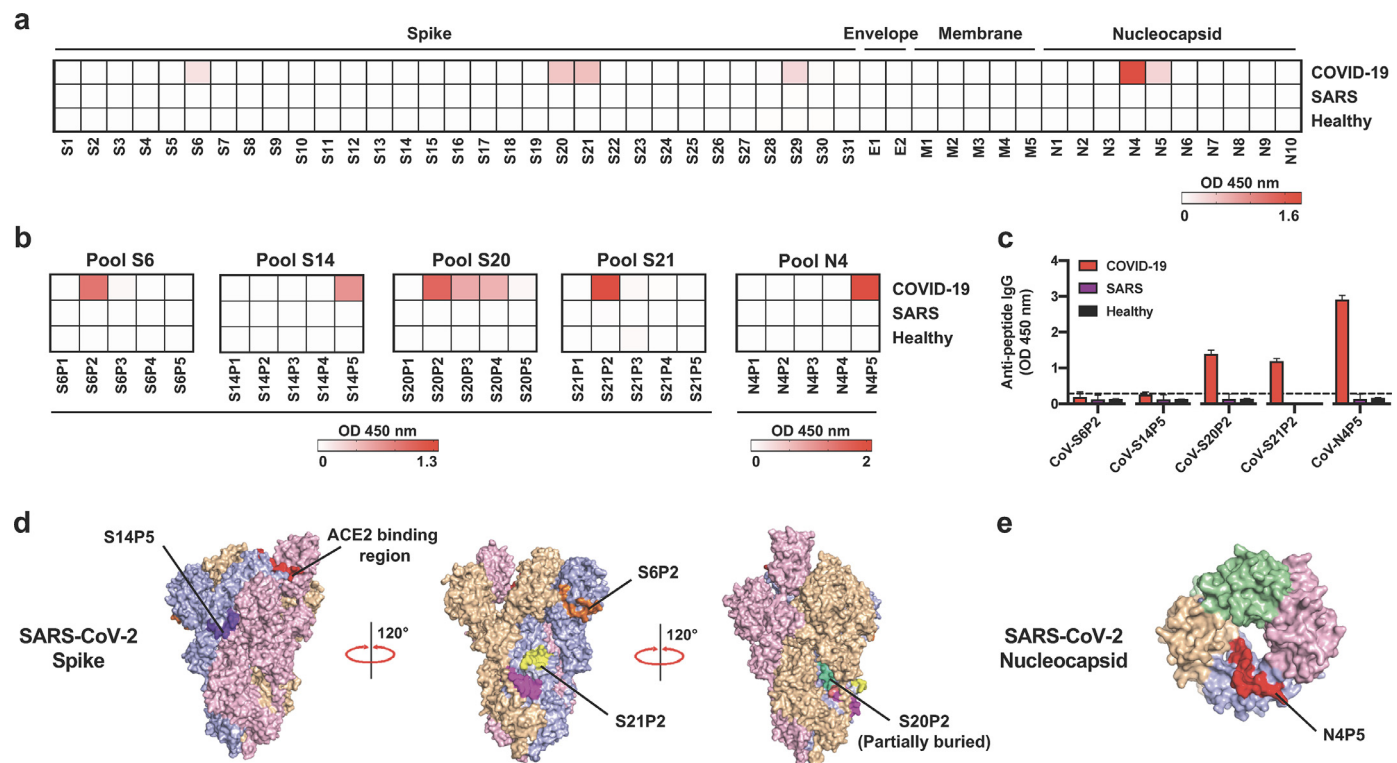 a
Spike
Envelope
Membrane
Nucleocapsid
COVID-19
SARS
Healthy
S1 S2 S3 S4 S5 S6 S7 S8 S9 S10 S11 S12 S13 S14 S15 S16 S17 S18 S19 S20 S21 S22 S23 S24 S25 S26 S27 S28 S29 S30 S31 E1 E2 M1 M2 M3 M4 M5 N1 N2 N3 N4 N5 N6 N7 N8 N9 N10
OD 450 nm
0 1.6
b
Pool S6
Pool S14
Pool S20
Pool S21
Pool N4
COVID-19
SARS
Healthy
S6P1 S6P2 S6P3 S6P4 S6P5
S14P1 S14P2 S14P3 S14P4 S14P5
S20P1 S20P2 S20P3 S20P4 S20P5
S21P1 S21P2 S21P3 S21P4 S21P5
N4P1 N4P2 N4P3 N4P4 N4P5
OD 450 nm
0 1.3
OD 450 nm
0 2
c
Anti-peptide IgG
(OD 450 nm)
4
3
2
1
0
COVID-19
SARS
Healthy
CoV-S6P2
CoV-S14P5
CoV-S20P2
CoV-S21P2
CoV-N4P5
d
SARS-CoV-2
Spike
S14P5
ACE2 binding
region
120°
S6P2
S21P2
120°
S20P2
(Partially buried)
e
SARS-CoV-2
Nucleocapsid
N4P5